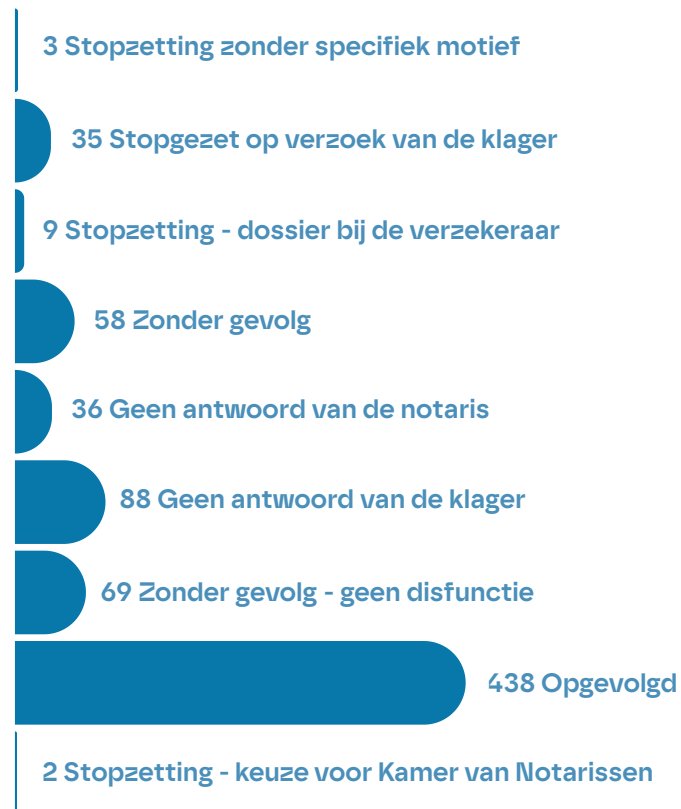 3 Stopzetting zonder specifiek motief
35 Stopgezet op verzoek van de klager
9 Stopzetting - dossier bij de verzekeraar
58 Zonder gevolg
36 Geen antwoord van de notaris
88 Geen antwoord van de klager
69 Zonder gevolg - geen disfunctie
438 Opgevolgd
2 Stopzetting - keuze voor Kamer van Notarissen